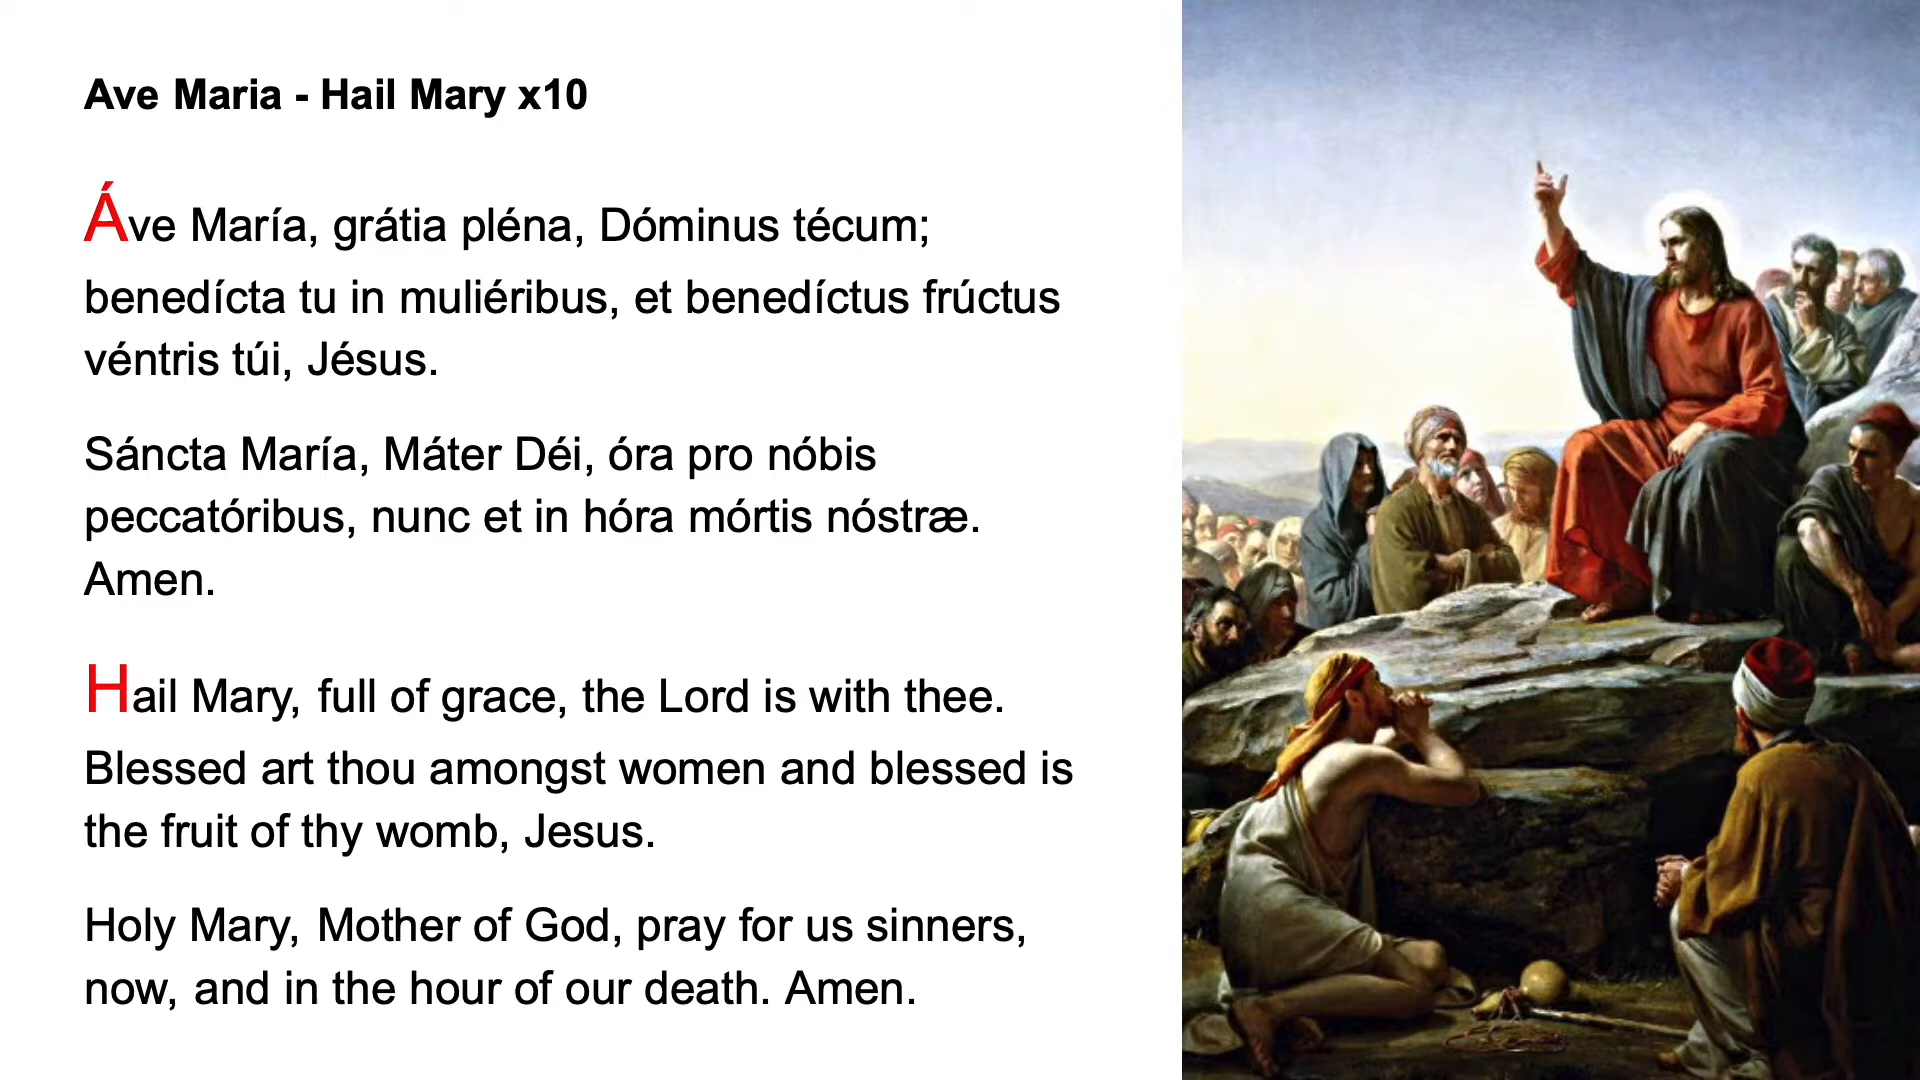 Ave Maria - Hail Mary x10
Áve María, grátia pléna, Dóminus técum;
benedícta tu in muliéribus, et benedíctus frúctus
véntris túi, Jésus.
Sáncta María, Máter Déi, óra pro nóbis
peccatóribus, nunc et in hóra mórtis nóstræ.
Amen.
Hail Mary, full of grace, the Lord is with thee.
Blessed art thou amongst women and blessed is
the fruit of thy womb, Jesus.
Holy Mary, Mother of God, pray for us sinners,
now, and in the hour of our death. Amen.